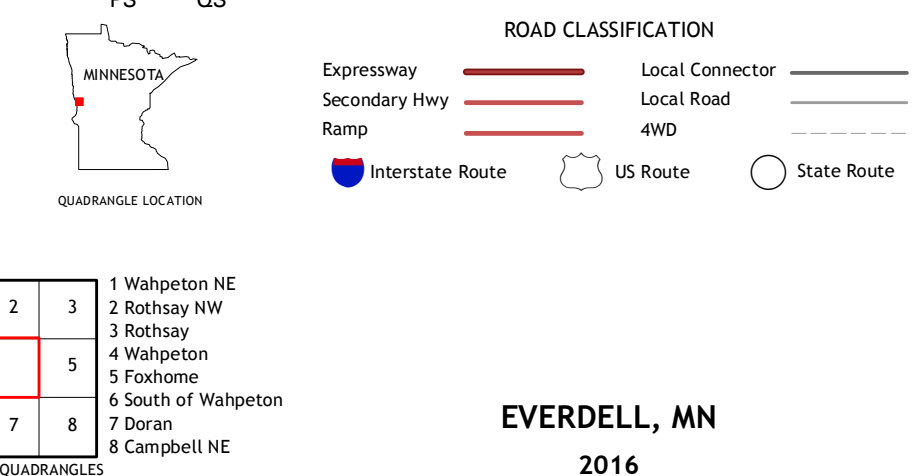 PS QS
MINNESOTA
QUADRANGLE LOCATION
ROAD CLASSIFICATION
Expressway
Secondary Hwy
Ramp
Local Connector
Local Road
4WD
Interstate Route
US Route
State Route
2 3
5
7 8
1 Wahpeton NE
2 Rothsay NW
3 Rothsay
4 Wahpeton
5 Foxhome
6 South of Wahpeton
7 Doran
8 Campbell NE
QUADRANGLES
EVERDELL, MN
2016